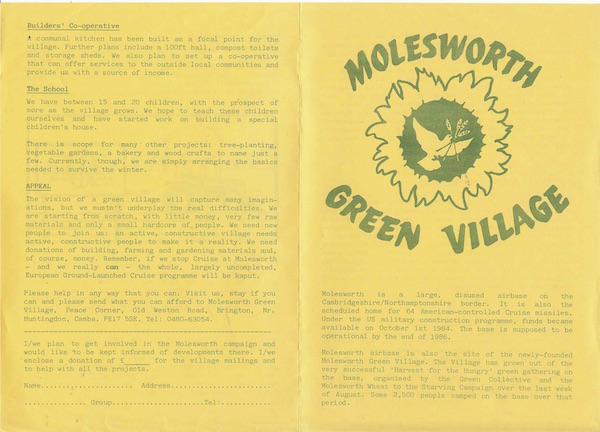 Builders' Co-operative
A communal kitchen has been built as a focal point for the
village. Further plans include a 100ft hall, compost toilets
and storage sheds. We also plan to set up a co-operative
that can offer services to the outside local communities and
provide us with a source of income.
The School
We have between 15 and 20 children, with the prospect of
more as the village grows. We hope to teach these children
ourselves and have started work on building a special
children's house.
There is scope for many other projects: tree-planting,
vegetable gardens, a bakery and wood crafts to name just a
few. Currently, though, we are simply arranging the basics
needed to survive the winter.
APPEAL
The vision of a green village will capture many imagin-
ations, but we mustn't underplay the real difficulties. We
are starting from scratch, with little money, very few raw
materials and only a small hardcore of people. We need new
people to join us: an active, constructive village needs
active, constructive people to make it a reality. We need
donations of building, farming and gardening materials and,
of course, money. Remember, if we stop Cruise at Molesworth
- and we really can - the whole, largely uncompleted,
European Ground-Launched Cruise programme will be kaput.
Please help in any way that you can. Visit us, stay if you
can and please send what you can afford to Molesworth Green
Village, Peace Corner, Old Weston Road, Brington, Nr.
Huntingdon, Cambs. PE17 5SK. Tel: 0480-63054.
I/we plan to get involved in the Molesworth campaign and
would like to be kept informed of developments there. I/we
enclose a donation of £ for the village mailings and
to help with all the projects.
Name.................. Address.......................
............... Group.......................Tel:..........
MOLESWORTH
GREEN VILLAGE
Molesworth is a large, disused airbase on the
Cambridgeshire/Northamptonshire border. It is also the
scheduled home for 64 American-controlled Cruise missiles.
Under the US military construction programme, funds became
available on October 1st 1984. The base is supposed to be
operational by the end of 1986.
Molesworth airbase is also the site of the newly-founded
Molesworth Green Village. The Village has grown out of the
very successful 'Harvest for the Hungry' green gathering on
the base, organised by the Green Collective and the
Molesworth Wheat to the Starving Campaign over the last week
of August. Some 2,500 people camped on the base over that
period.